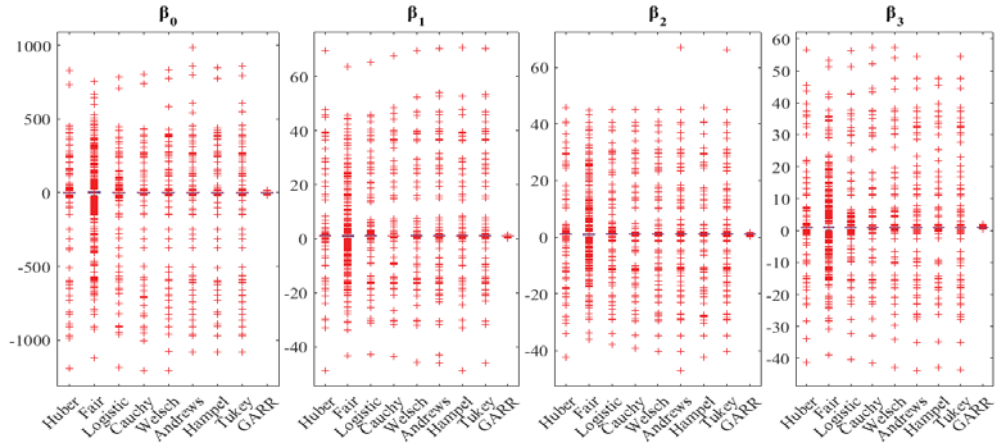 β0
1000
500
0
-500
-1000
Huber
Fair
Logistic
Cauchy
Welsch
Andrews
Hampel
Tukey
GARR
β1
60
40
20
0
-20
-40
Huber
Fair
Logistic
Cauchy
Welsch
Andrews
Hampel
Tukey
GARR
β2
60
40
20
0
-20
-40
Huber
Fair
Logistic
Cauchy
Welsch
Andrews
Hampel
Tukey
GARR
β3
60
50
40
30
20
10
0
-10
-20
-30
-40
Huber
Fair
Logistic
Cauchy
Welsch
Andrews
Hampel
Tukey
GARR